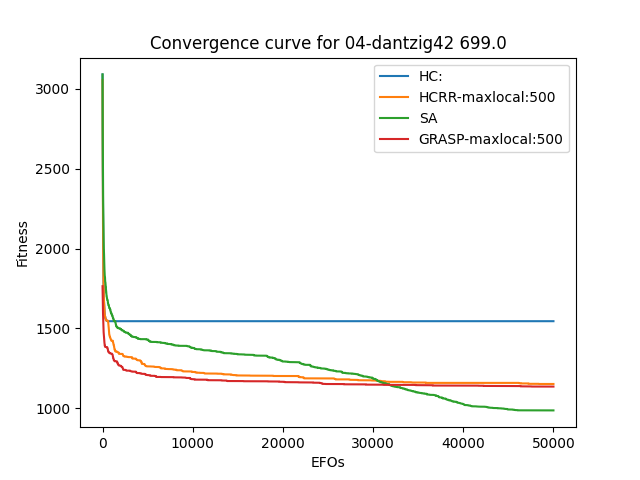 Convergence curve for 04-dantzig42 699.0
HC:
HCRR-maxlocal:500
SA
GRASP-maxlocal:500
Fitness
3000
2500
2000
1500
1000
0 10000 20000 30000 40000 50000
EFOs